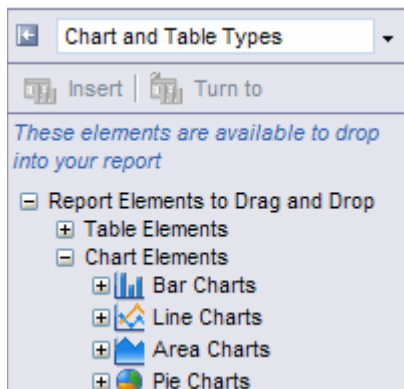 Chart and Table Types
Insert Turn to
These elements are available to drop
into your report
Report Elements to Drag and Drop
Table Elements
Chart Elements
Bar Charts
Line Charts
Area Charts
Pie Charts